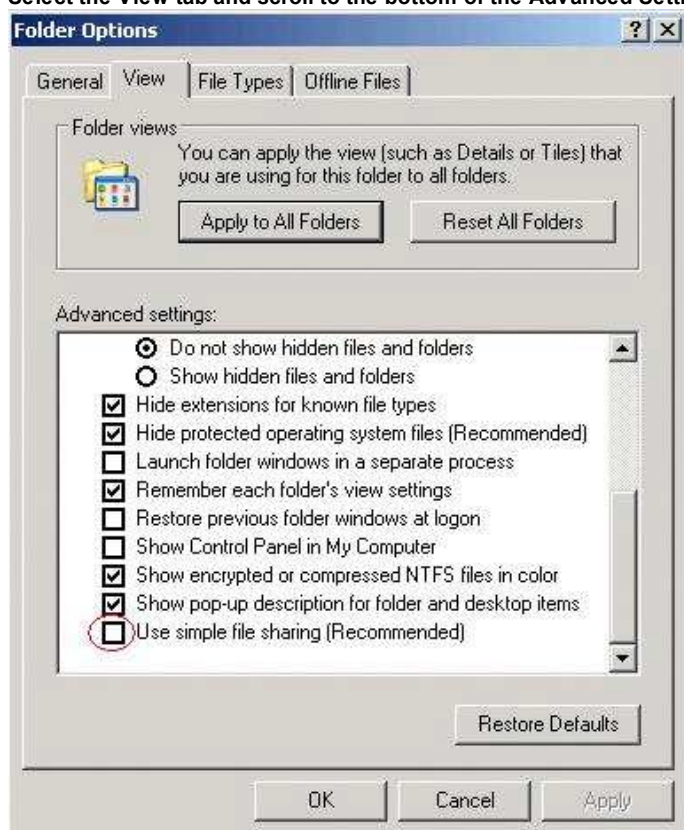 Select the View tab and scroll to the bottom of the Advanced
Folder Options
General View File Types Offline Files
Folder views
You can apply the view (such as Details or Tiles) that
you are using for this folder to all folders.
Apply to All Folders Reset All Folders
Advanced settings:
Do not show hidden files and folders
Show hidden files and folders
Hide extensions for known file types
Hide protected operating system files (Recommended)
Launch folder windows in a separate process
Remember each folder's view settings
Restore previous folder windows at logon
Show Control Panel in My Computer
Show encrypted or compressed NTFS files in color
Show pop-up description for folder and desktop items
Use simple file sharing (Recommended)
Restore Defaults
OK Cancel Apply